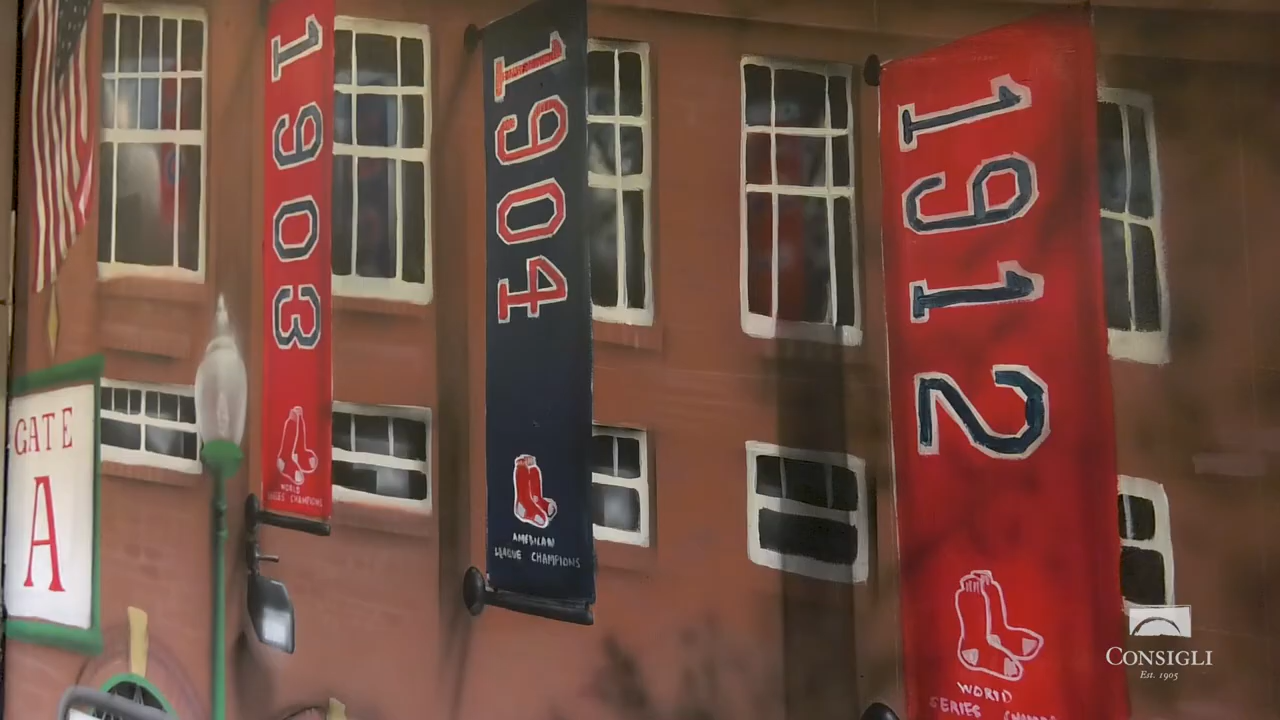 1903
WORLD
SERIES CHAMPIONS
1904
AMERICAN
LEAGUE CHAMPIONS
1912
WORLD
SERIES
GATE
A
CONSIGLI
Est. 1905